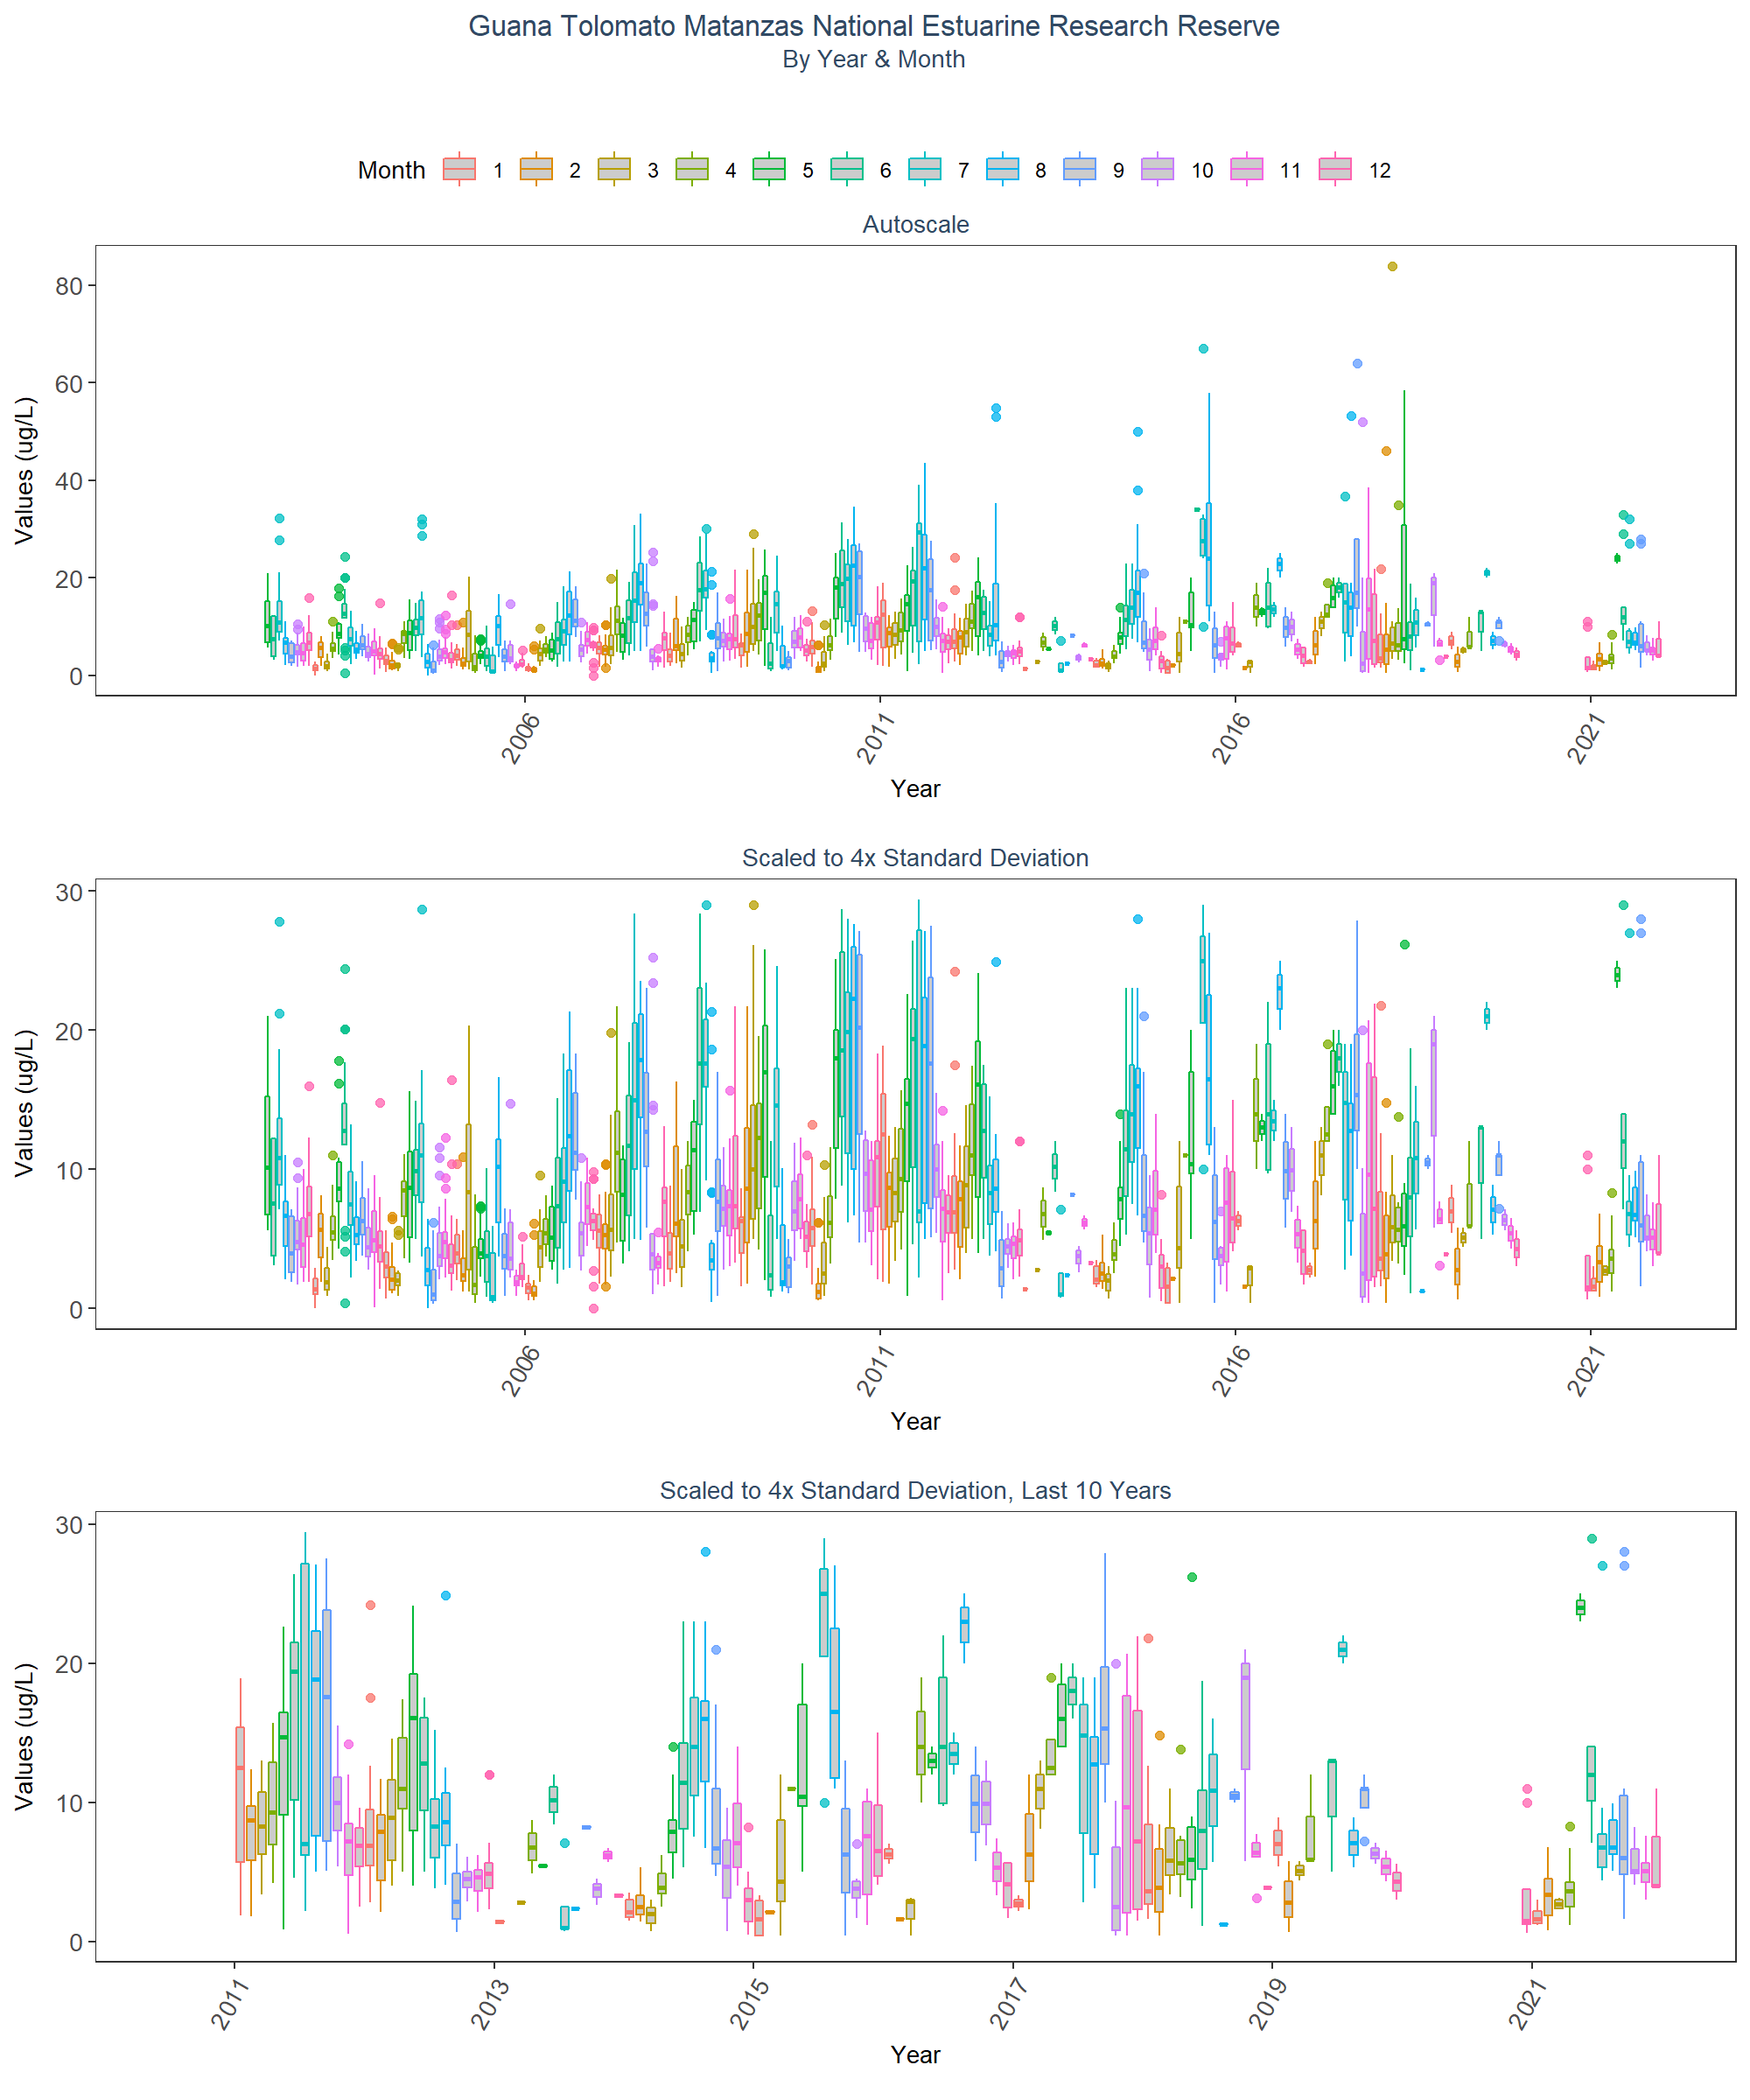 Guana Tolomato Matanzas National Estuarine Research Reserve
By Year & Month
Month 1 2 3 4 5 6 7 8 9 10 11 12
Autoscale
Values (ug/L)
80
60
40
20
0
2006 2011 2016 2021
Year
Scaled to 4x Standard Deviation
Values (ug/L)
30
20
10
0
2006 2011 2016 2021
Year
Scaled to 4x Standard Deviation, Last 10 Years
Values (ug/L)
30
20
10
0
2011 2013 2015 2017 2019 2021
Year